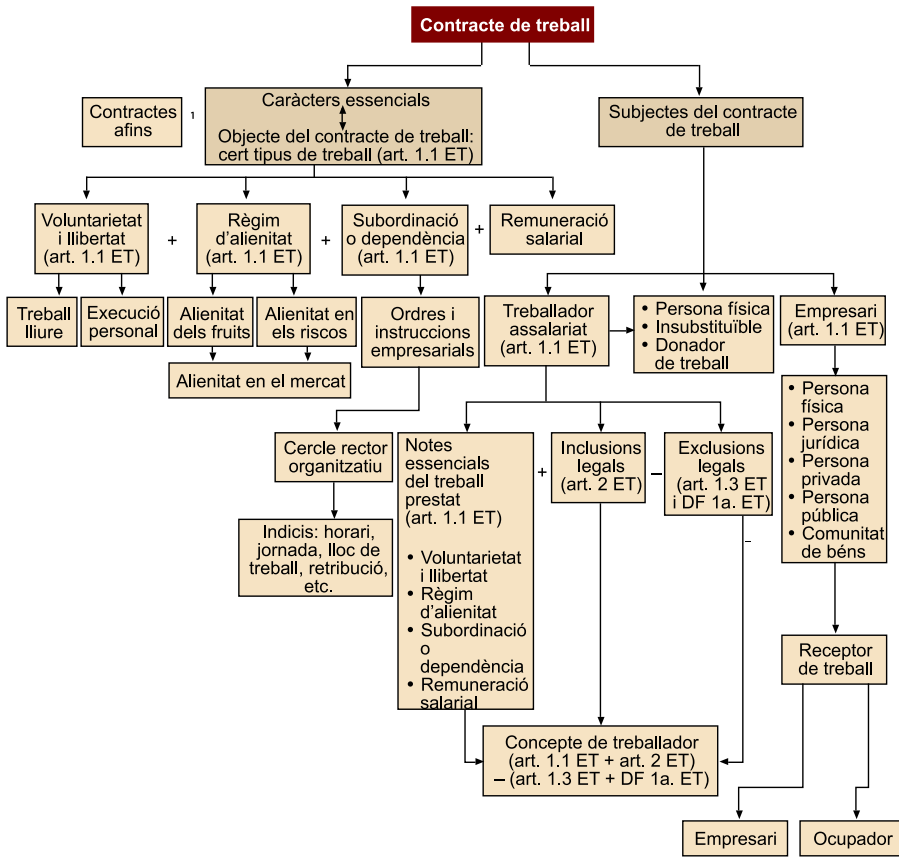 Contracte de treball
Contractes
afins
1
Caràcters essencials
Objecte del contracte de treball:
cert tipus de treball (art. 1.1 ET)
Subjectes del contracte
de treball
Voluntarietat
i llibertat
(art. 1.1 ET)
+
Règim
d'alienitat
(art. 1.1 ET)
+
Subordinació
o dependència
(art. 1.1 ET)
+
Remuneració
salarial
Treball
lliure
Execució
personal
Alienitat
dels fruits
Alienitat en
els riscos
Alienitat en el mercat
Ordres i
instruccions
empresarials
Treballador
assalariat
(art. 1.1 ET)
• Persona física
• Insubstituïble
• Donador
de treball
Empresari
(art. 1.1 ET)
Cercle rector
organitzatiu
Indicis: horari,
jornada, lloc de
treball, retribució,
etc.
Notes
essencials
del treball
prestat
(art. 1.1 ET)
• Voluntarietat
i llibertat
• Règim
d'alienitat
• Subordinació
o
dependència
• Remuneració
salarial
+
Inclusions
legals
(art. 2 ET)
–
Exclusions
legals
(art. 1.3 ET
i DF 1a. ET)
–
• Persona
física
• Persona
jurídica
• Persona
privada
• Persona
pública
• Comunitat
de béns
Receptor
de treball
Concepte de treballador
(art. 1.1 ET + art. 2 ET)
– (art. 1.3 ET + DF 1a. ET)
Empresari
Ocupador